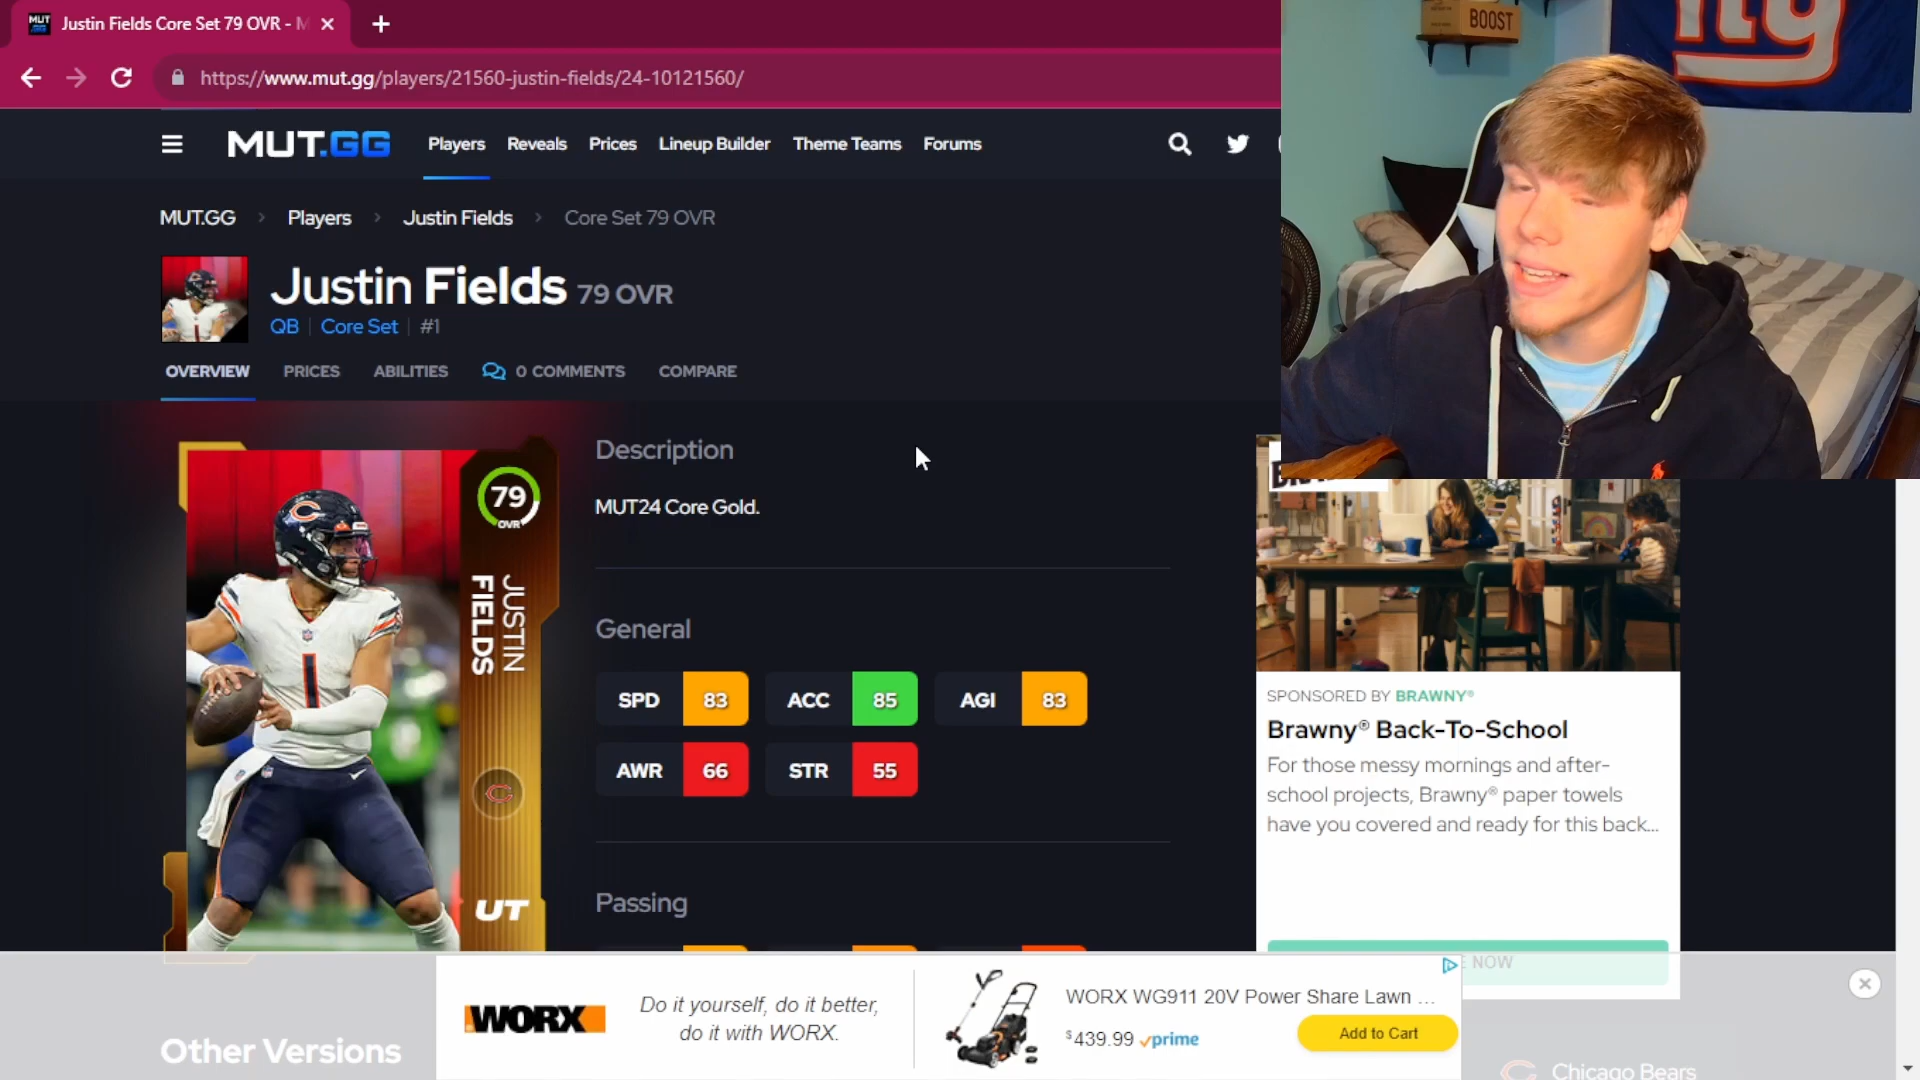 MUT
Justin Fields Core Set 79 OVR - M
https://www.mut.gg/players/21560-justin-fields/24-10121560/
BOOST
ny
MUT.GG
Players
Reveals
Prices
Lineup Builder
Theme Teams
Forums
MUT.GG > Players > Justin Fields > Core Set 79 OVR
Justin Fields 79 OVR
QB | Core Set | #1
OVERVIEW
PRICES
ABILITIES
0 COMMENTS
COMPARE
79
OVR
JUSTIN
FIELDS
UT
Description
MUT24 Core Gold.
General
SPD 83
ACC 85
AGI 83
AWR 66
STR 55
Passing
SPONSORED BY BRAWNY®
Brawny® Back-To-School
For those messy mornings and after-
school projects, Brawny® paper towels
have you covered and ready for this back...
NOW
WORX
Do it yourself, do it better,
do it with WORX.
WORX WG911 20V Power Share Lawn ...
$439.99 prime
Add to Cart
Other Versions
Chicago Bears